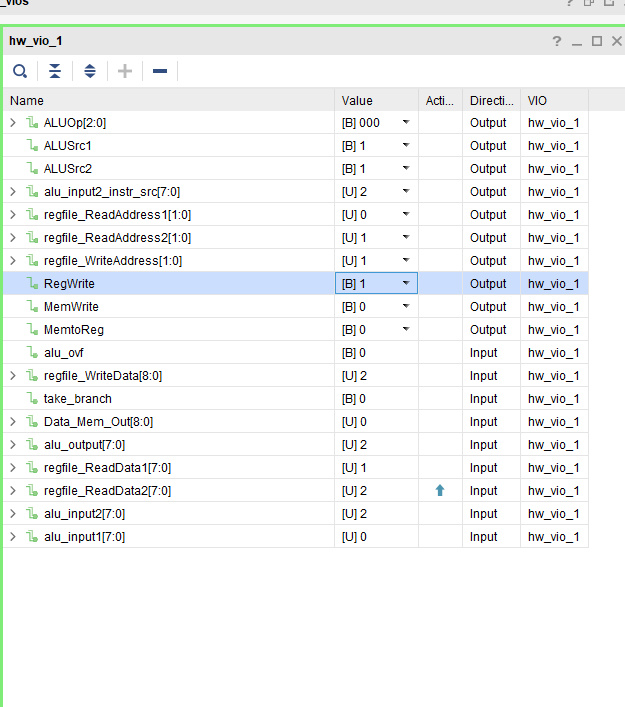 _vios
hw_vio_1
Name Value Acti... Directi... VIO
ALUOp[2:0] [B] 000 Output hw_vio_1
ALUSrc1 [B] 1 Output hw_vio_1
ALUSrc2 [B] 1 Output hw_vio_1
alu_input2_instr_src[7:0] [U] 2 Output hw_vio_1
regfile_ReadAddress1[1:0] [U] 0 Output hw_vio_1
regfile_ReadAddress2[1:0] [U] 1 Output hw_vio_1
regfile_WriteAddress[1:0] [U] 1 Output hw_vio_1
RegWrite [B] 1 Output hw_vio_1
MemWrite [B] 0 Output hw_vio_1
MemtoReg [B] 0 Output hw_vio_1
alu_ovf [B] 0 Input hw_vio_1
regfile_WriteData[8:0] [U] 2 Input hw_vio_1
take_branch [B] 0 Input hw_vio_1
Data_Mem_Out[8:0] [U] 0 Input hw_vio_1
alu_output[7:0] [U] 2 Input hw_vio_1
regfile_ReadData1[7:0] [U] 1 Input hw_vio_1
regfile_ReadData2[7:0] [U] 2 Input hw_vio_1
alu_input2[7:0] [U] 2 Input hw_vio_1
alu_input1[7:0] [U] 0 Input hw_vio_1